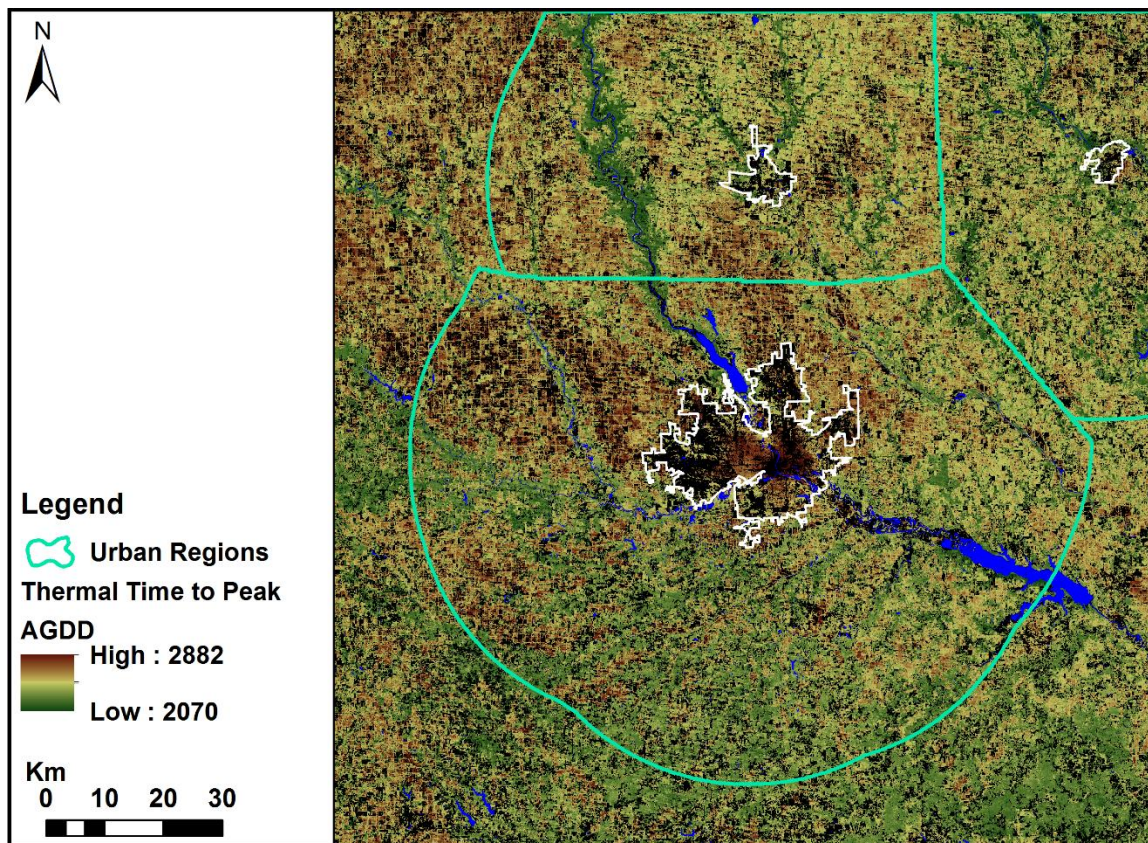 N
Legend
Urban Regions
Thermal Time to Peak
AGDD
High : 2882
Low : 2070
Km
0 10 20 30